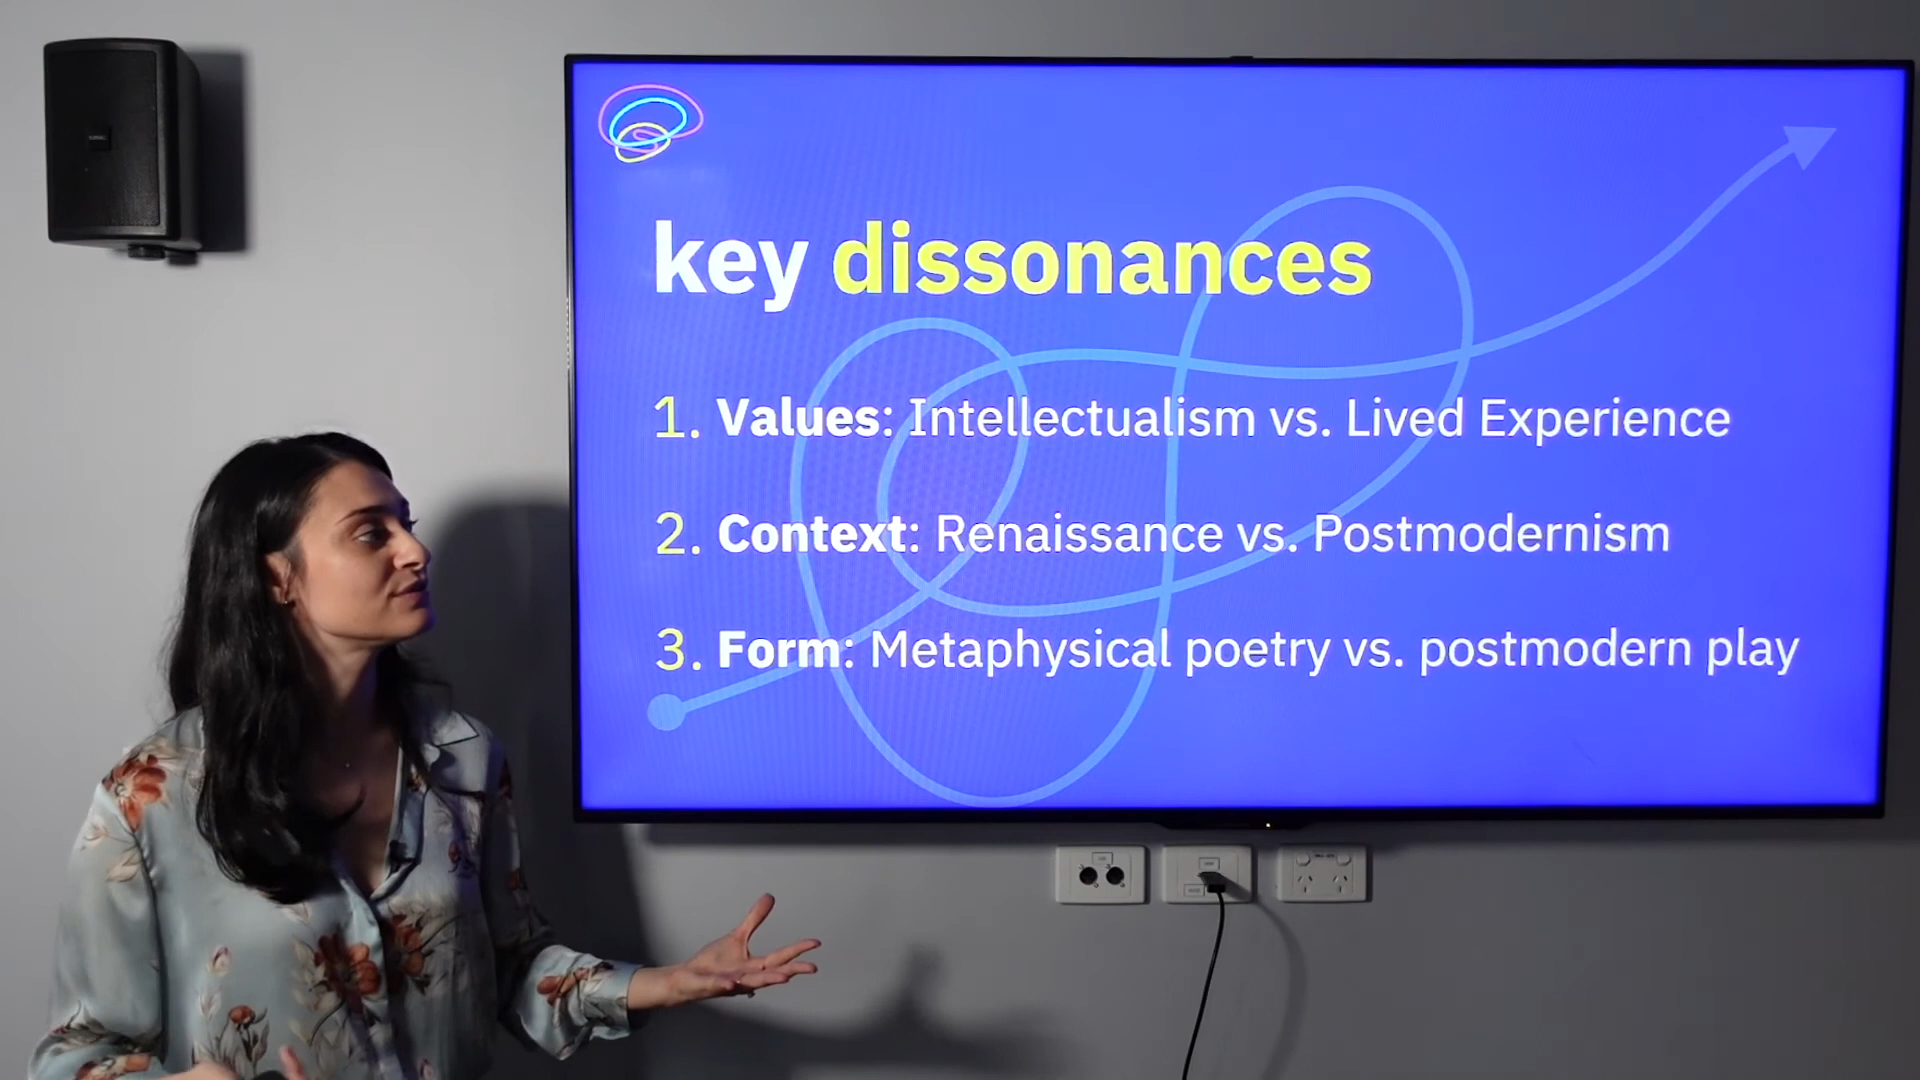 key dissonances
1. Values: Intellectualism vs. Lived Experience
2. Context: Renaissance vs. Postmodernism
3. Form: Metaphysical poetry vs. postmodern play